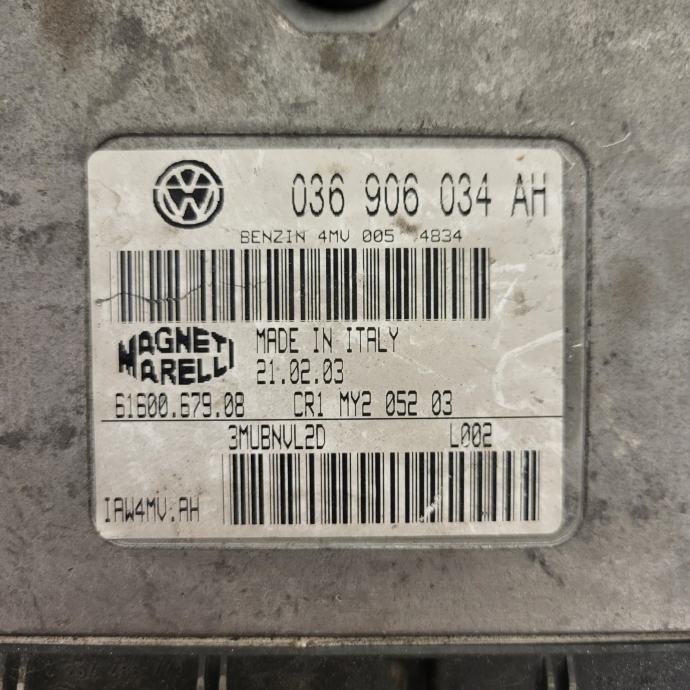 036 906 034 AH
BENZIN 4MV 005 4834
MAGNETI MARELLI
MADE IN ITALY
21.02.03
61600.679.08 CR1 MY2 052 03
3MUBNVL2D L002
IAW4MV.AH